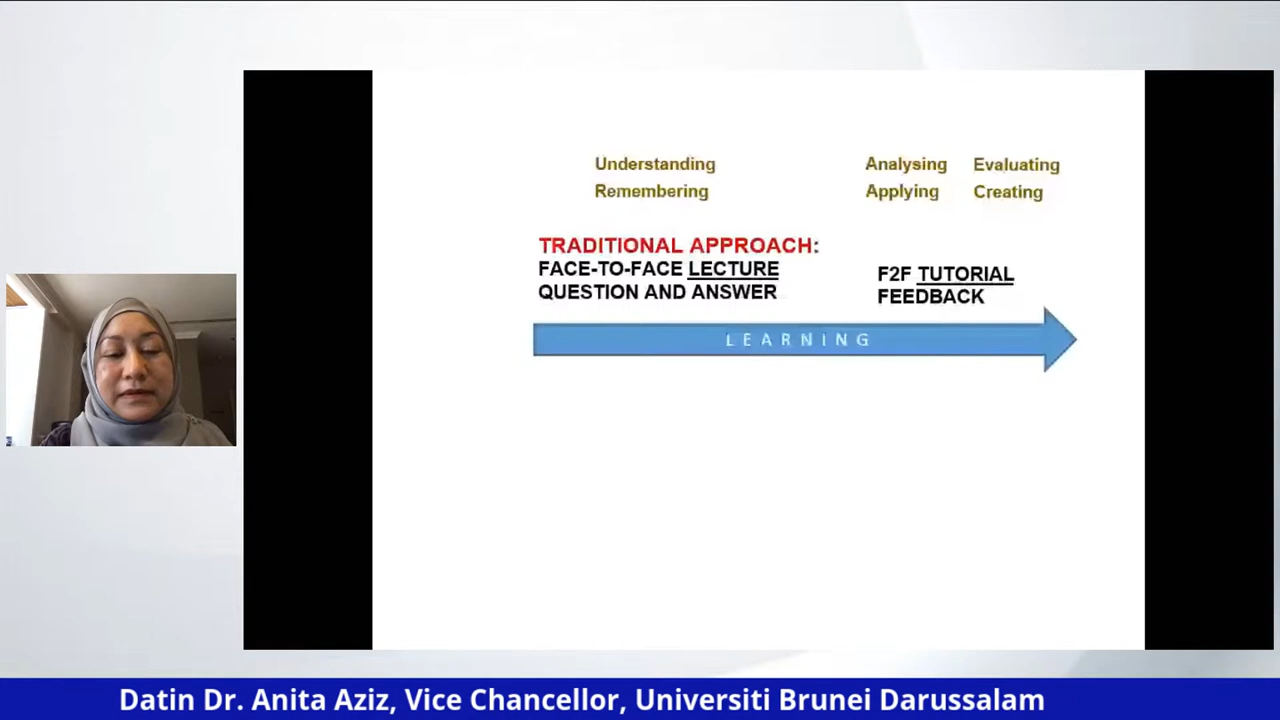 Understanding
Remembering
Analysing Evaluating
Applying Creating
TRADITIONAL APPROACH:
FACE-TO-FACE LECTURE
QUESTION AND ANSWER
F2F TUTORIAL
FEEDBACK
LEARNING
Datin Dr. Anita Aziz, Vice Chancellor, Universiti Brunei Darussalam